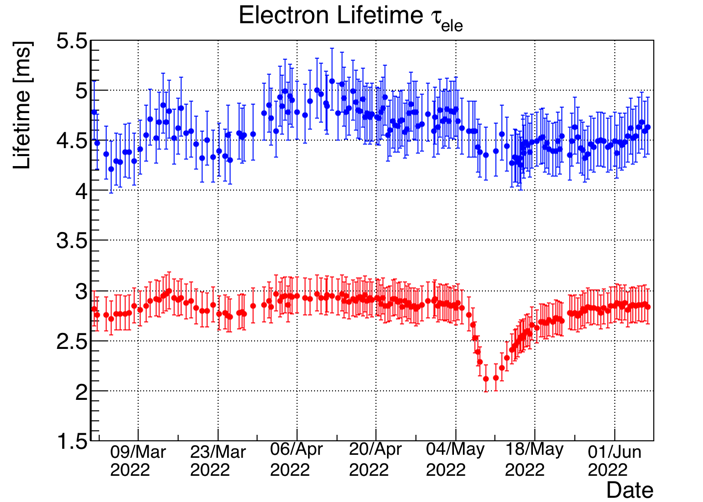 Electron Lifetime τele
Lifetime [ms]
5.5
5
4.5
4
3.5
3
2.5
2
1.5
09/Mar 23/Mar 06/Apr 20/Apr 04/May 18/May 01/Jun
2022 2022 2022 2022 2022 2022 2022
Date